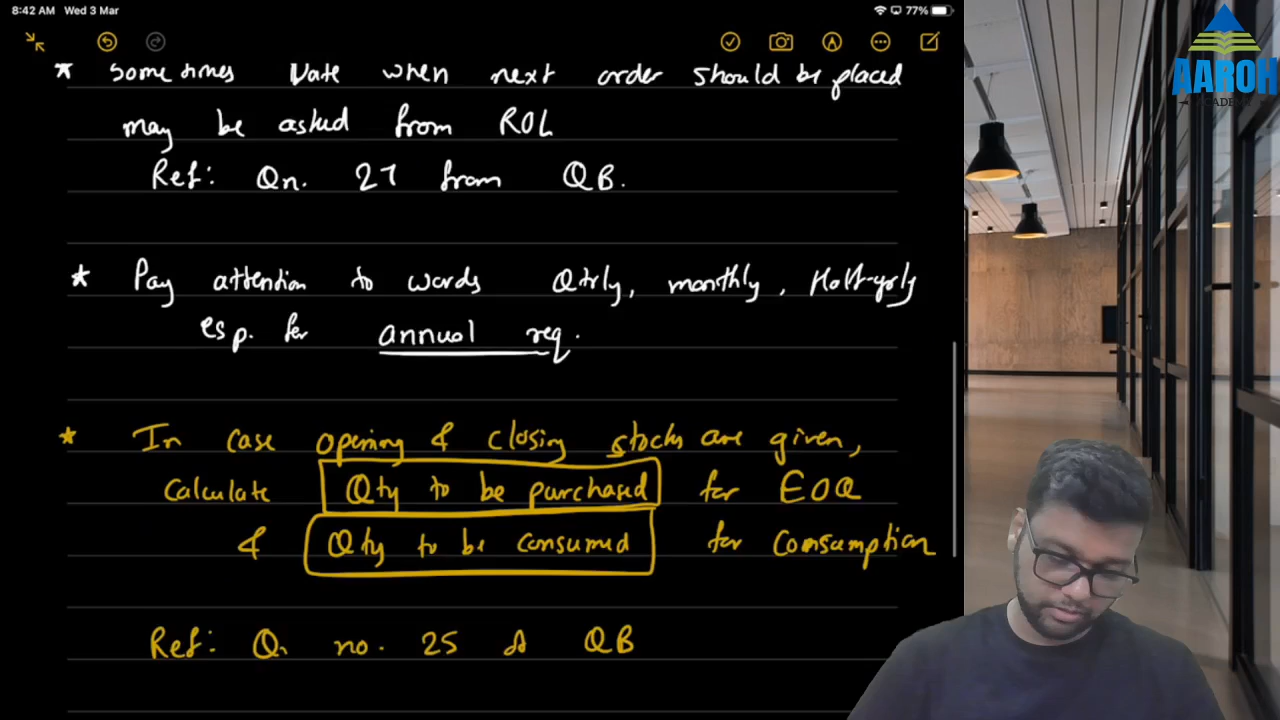 8:42 AM Wed 3 Mar
77%
* Sometimes Date when next order should be placed
may be asked from ROL
Ref: Qn. 27 from QB.
* Pay attention to words Qtrly, monthly, Half-yrly
esp. for annual req.
* In case opening & closing stocks are given,
Calculate Qty to be purchased for EOQ
& Qty to be consumed for Consumption
Ref: Q. no. 25 of QB
AAROH
ACADEMY